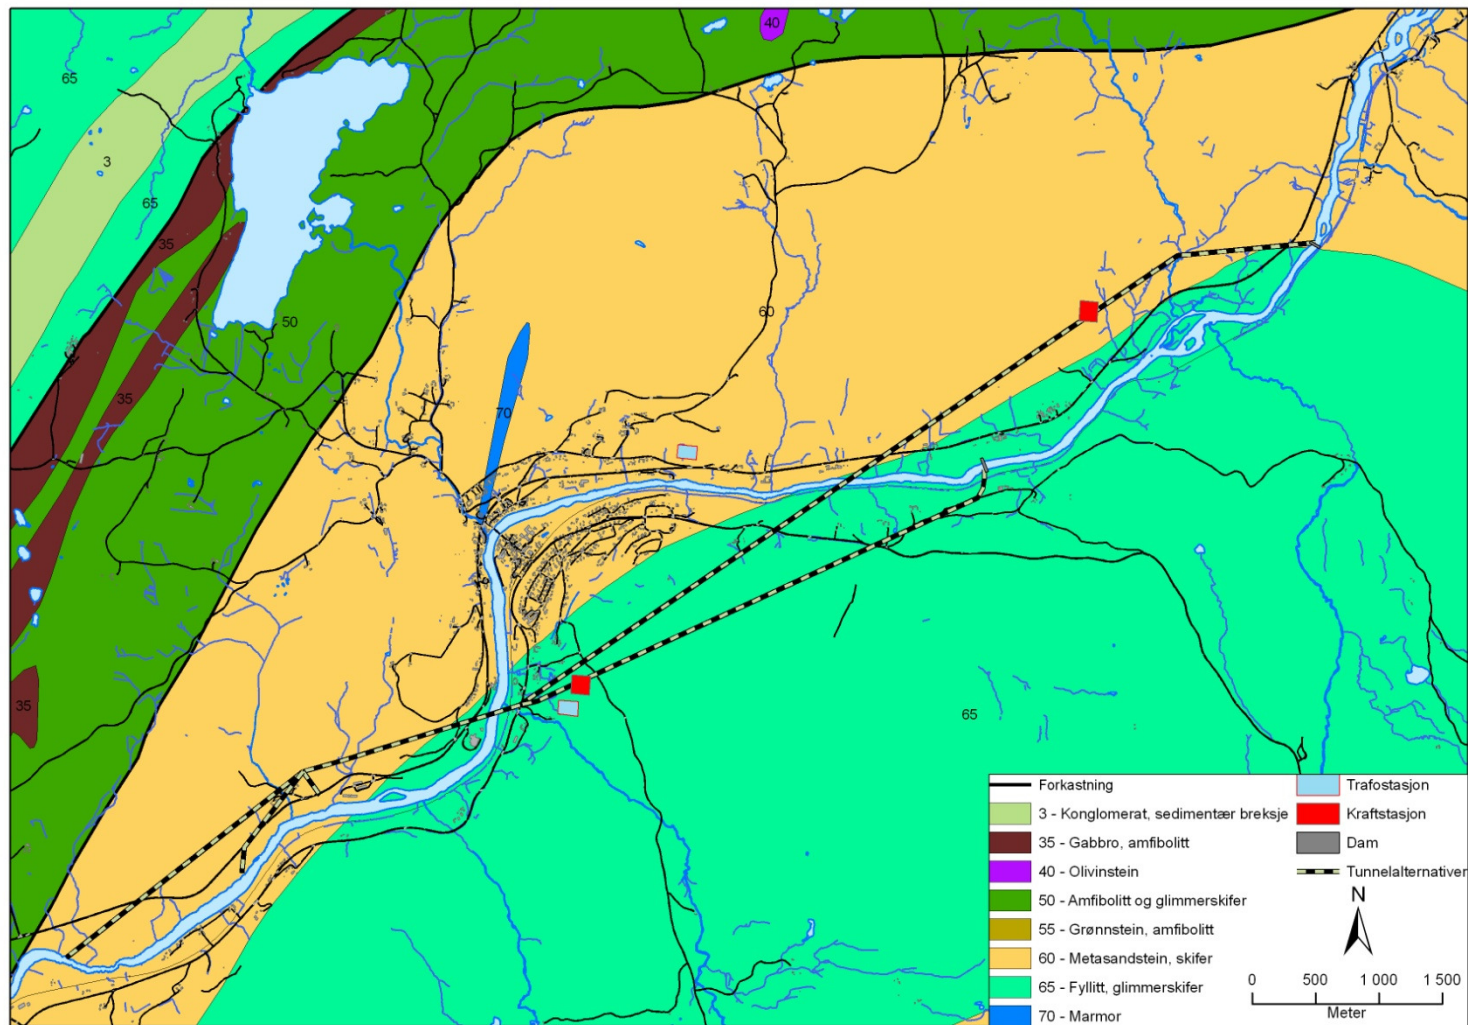 40
65
3
65
35
50
60
35
70
35
65
Forkastning
3 - Konglomerat, sedimentær breksje
35 - Gabbro, amfibolitt
40 - Olivinstein
50 - Amfibolitt og glimmerskifer
55 - Grønnstein, amfibolitt
60 - Metasandstein, skifer
65 - Fyllitt, glimmerskifer
70 - Marmor
Trafostasjon
Kraftstasjon
Dam
Tunnelalternativer
N
0 500 1 000 1 500
Meter